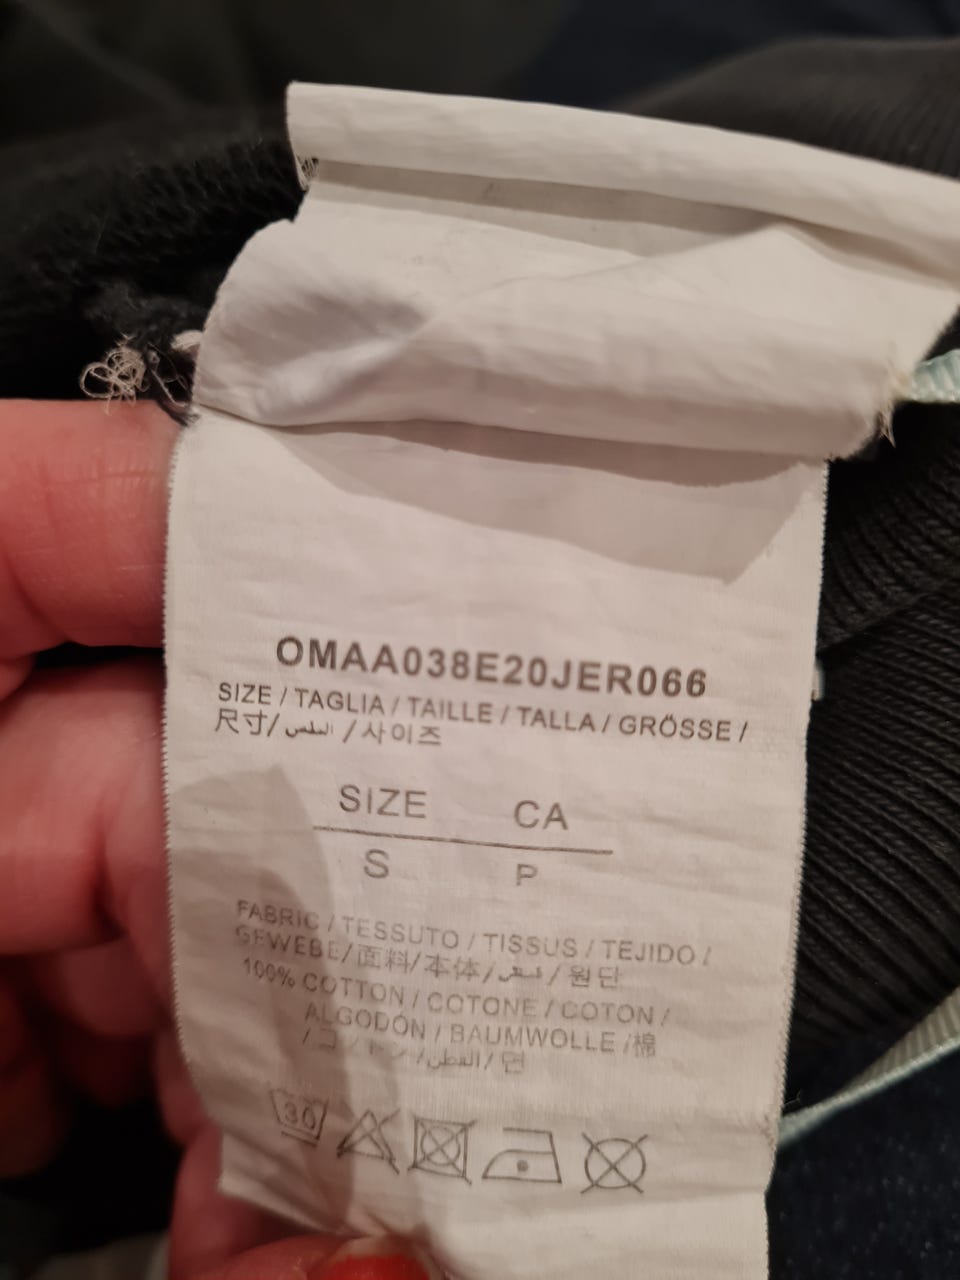 OMAA038E20JER066
SIZE / TAGLIA / TAILLE / TALLA / GRÖSSE /
尺寸/ / 사이즈
SIZE CA
S P
FABRIC / TESSUTO / TISSUS / TEJIDO /
GEWEBE/面料/本体/ / 원단
100% COTTON / COTONE / COTON /
ALGODÓN / BAUMWOLLE /棉
/コットン /القطن/ 면
30